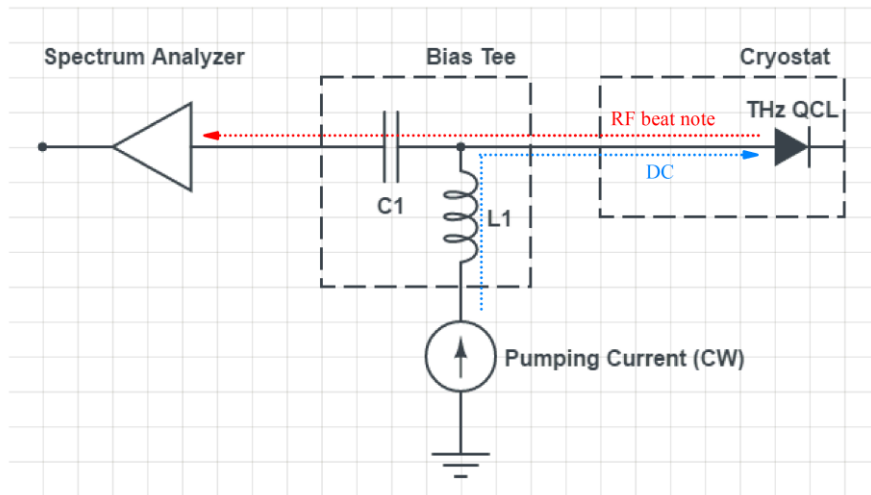 Spectrum Analyzer
Bias Tee
Cryostat
THz QCL
RF beat note
DC
C1
L1
Pumping Current (CW)